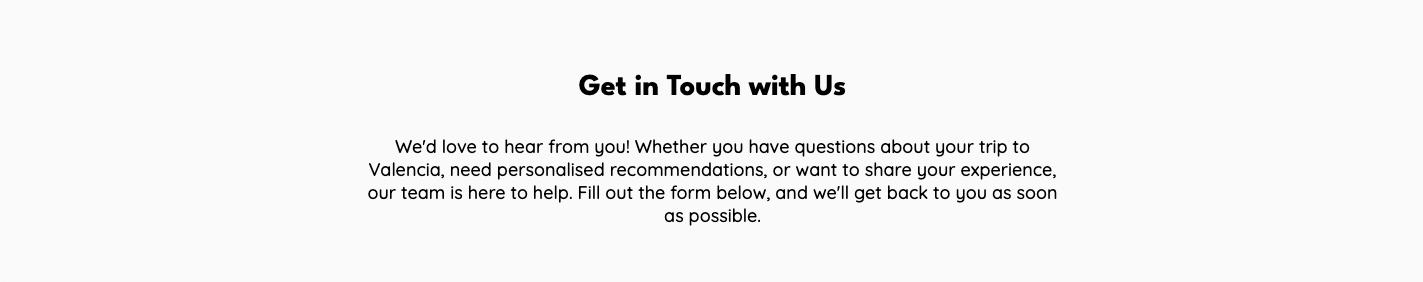 Get in Touch with Us
We'd love to hear from you! Whether you have questions about your trip to
Valencia, need personalised recommendations, or want to share your experience,
our team is here to help. Fill out the form below, and we'll get back to you as soon
as possible.